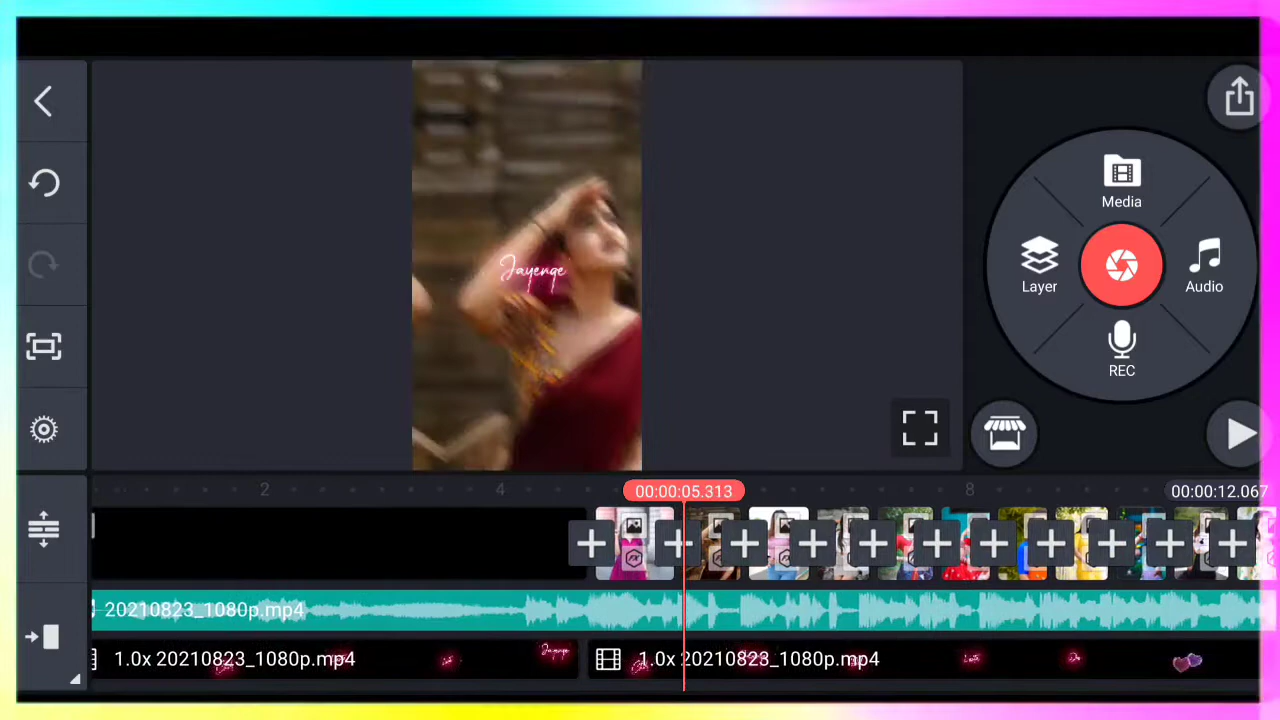 Media
Layer
Audio
REC
Jayenge
2
4
00:00:05.313
8
00:00:12.067
20210823_1080p.mp4
1.0x 20210823_1080p.mp4
Jayenge
1.0x 20210823_1080p.mp4